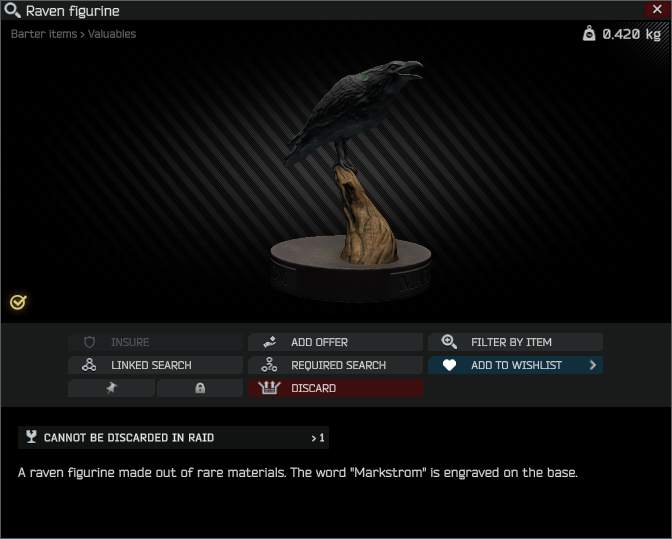 Raven figurine
Barter items > Valuables
0.420 kg
INSURE
ADD OFFER
FILTER BY ITEM
LINKED SEARCH
REQUIRED SEARCH
ADD TO WISHLIST
DISCARD
CANNOT BE DISCARDED IN RAID
> 1
A raven figurine made out of rare materials. The word "Markstrom" is engraved on the base.